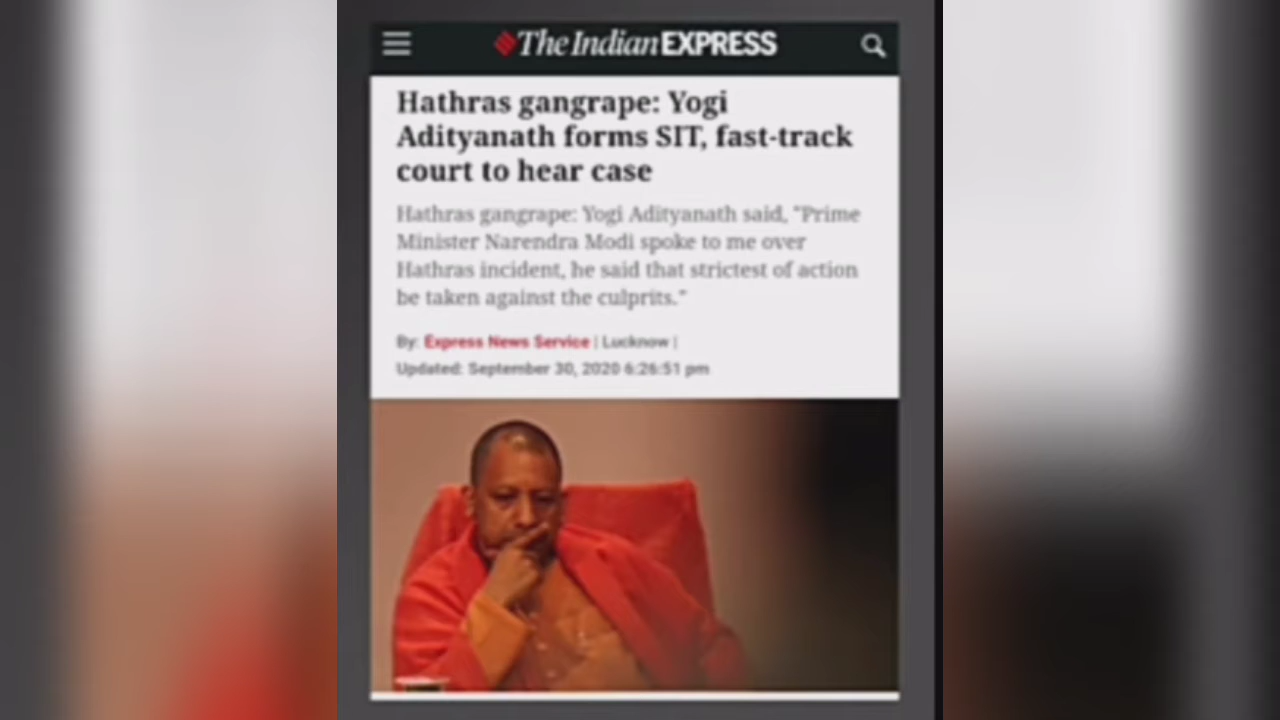 The Indian EXPRESS
Hathras gangrape: Yogi
Adityanath forms SIT, fast-track
court to hear case
Hathras gangrape: Yogi Adityanath said, "Prime
Minister Narendra Modi spoke to me over
Hathras incident, he said that strictest of action
be taken against the culprits."
By: Express News Service | Lucknow |
Updated: September 30, 2020 6:26:51 pm